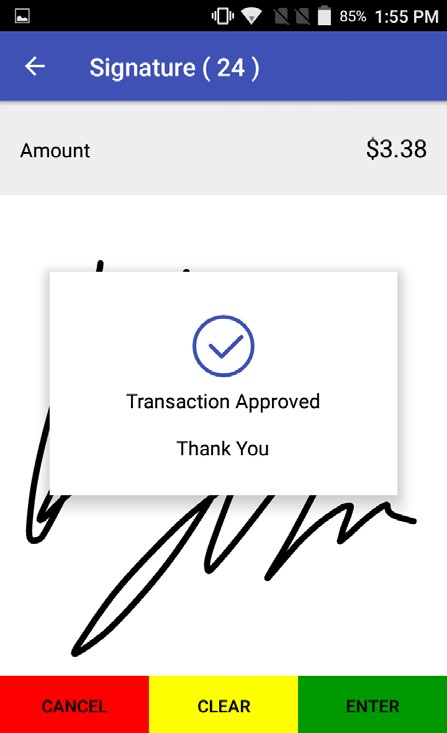 85% 1:55 PM
Signature ( 24 )
Amount $3.38
Transaction Approved
Thank You
CANCEL CLEAR ENTER